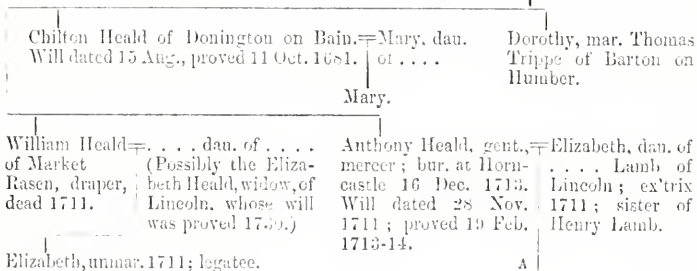 Chilton Heald of Donington on Bain.=Mary, dau.
Will dated 15 Aug., proved 11 Oct. 1681. of . . . .
Mary.
Dorothy, mar. Thomas
Trippe of Barton on
Humber.
William Heald=. . . . dau. of . . . .
of Market (Possibly the Eliza-
Rasen, draper, beth Heald, widow, of
dead 1711. Lincoln, whose will
was proved
Elizabeth, unmar. 1711; legatee.
Anthony Heald, gent.,=Elizabeth, dau. of
mercer; bur. at Horn- . . . . Lamb of
castle 16 Dec. 1713. Lincoln; ex'trix
Will dated 28 Nov. 1711; sister of
1711; proved 19 Feb. Henry Lamb.
1713-14.
A